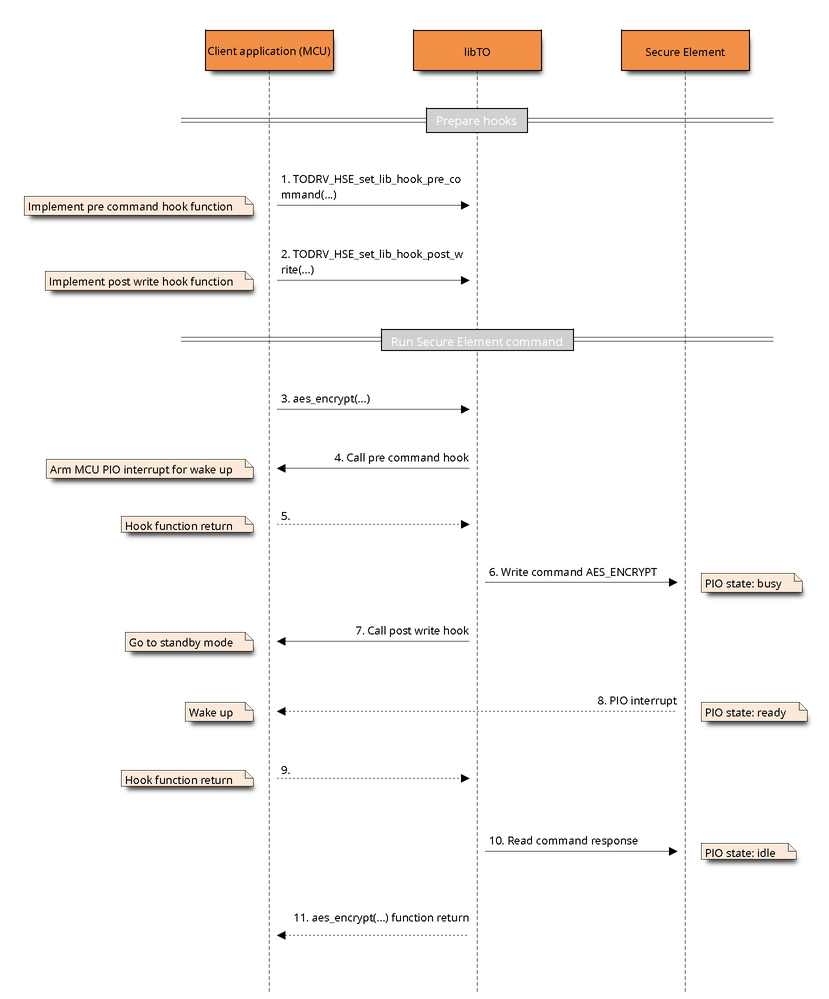 Client application (MCU)
libTO
Secure Element
Prepare hooks
1. TODRV_HSE_set_lib_hook_pre_co
mmand(...)
Implement pre command hook function
2. TODRV_HSE_set_lib_hook_post_w
rite(...)
Implement post write hook function
Run Secure Element command
3. aes_encrypt(...)
4. Call pre command hook
Arm MCU PIO interrupt for wake up
5.
Hook function return
6. Write command AES_ENCRYPT
PIO state: busy
7. Call post write hook
Go to standby mode
8. PIO interrupt
Wake up
PIO state: ready
9.
Hook function return
10. Read command response
PIO state: idle
11. aes_encrypt(...) function return